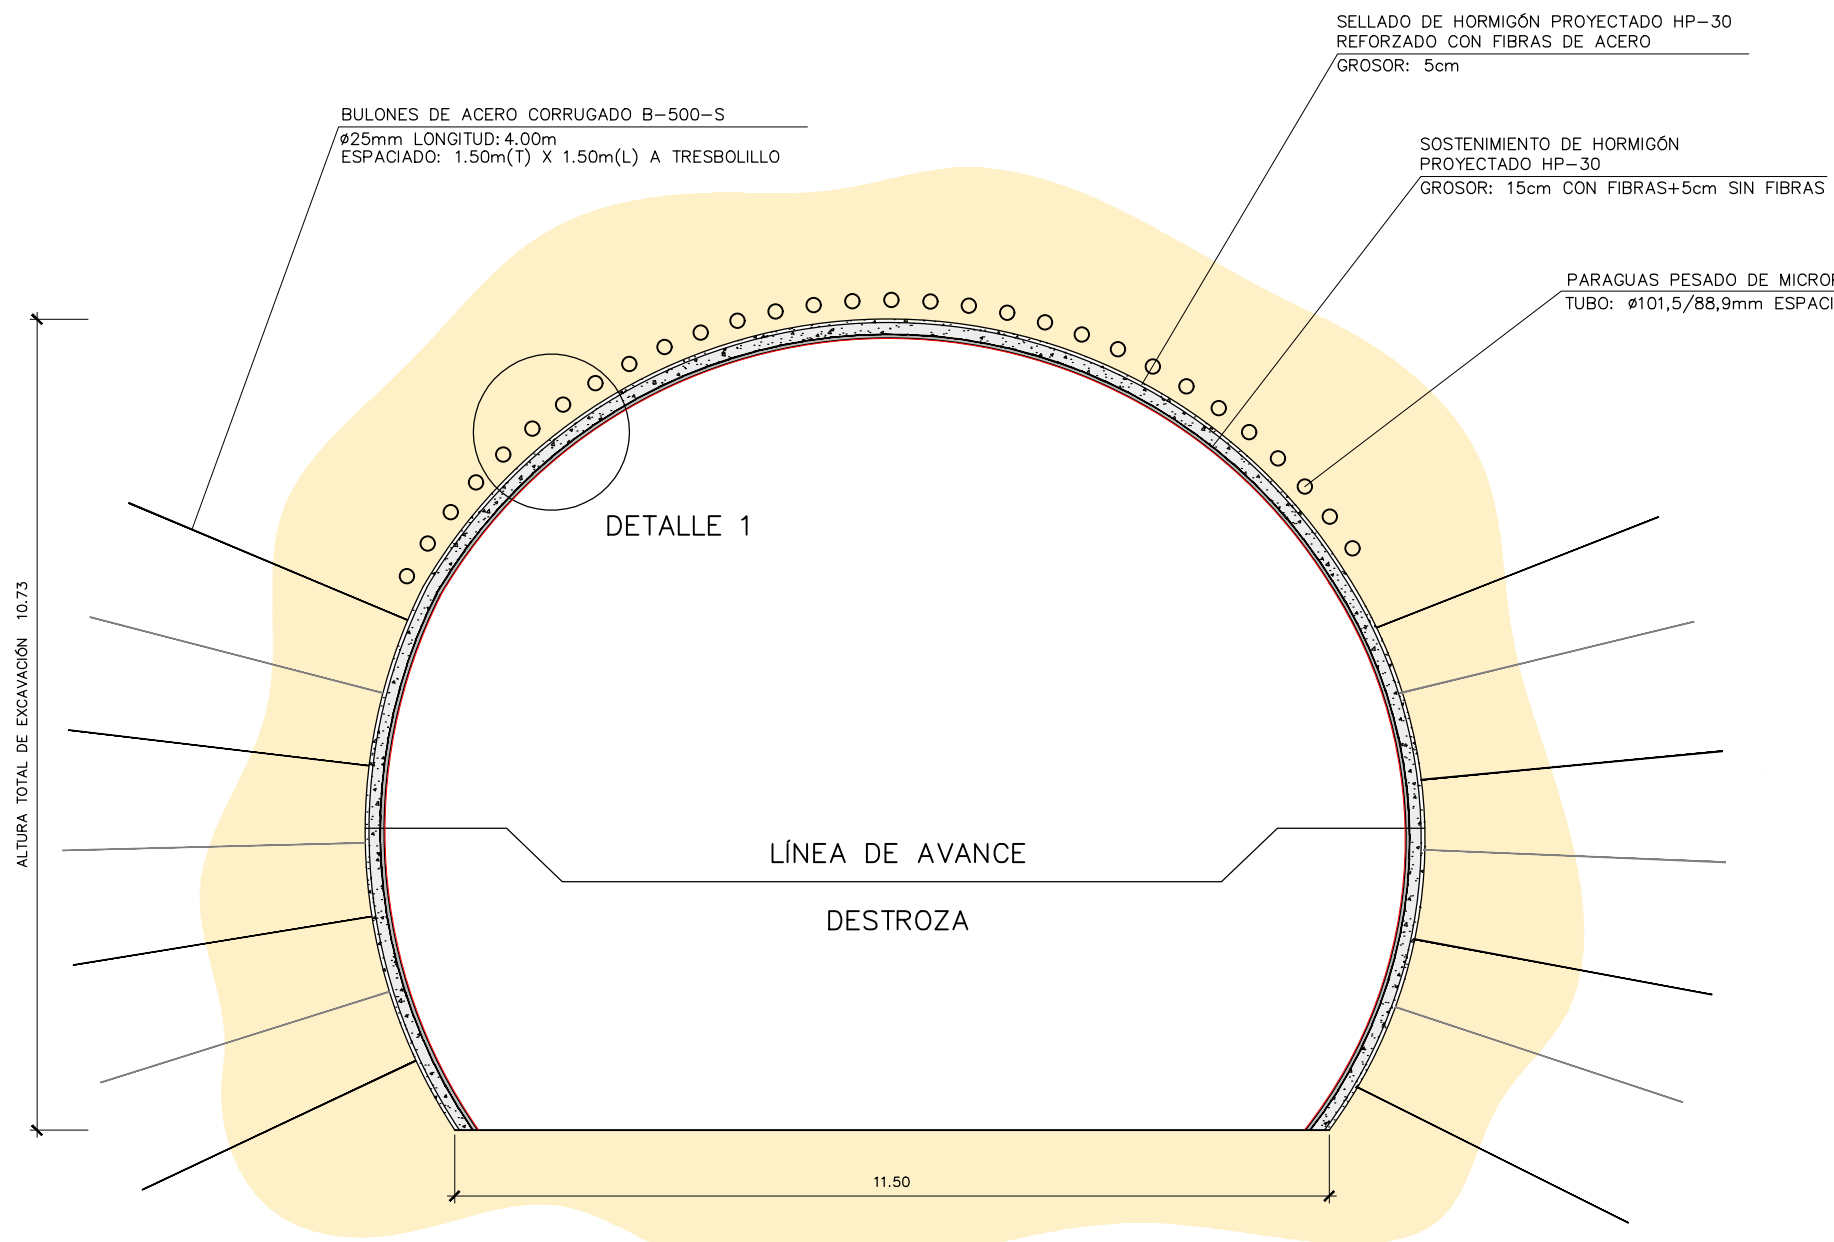 SELLADO DE HORMIGÓN PROYECTADO HP-30
REFORZADO CON FIBRAS DE ACERO
GROSOR: 5cm
BULONES DE ACERO CORRUGADO B-500-S
ø25mm LONGITUD: 4.00m
ESPACIADO: 1.50m(T) X 1.50m(L) A TRESBOLILLO
SOSTENIMIENTO DE HORMIGÓN
PROYECTADO HP-30
GROSOR: 15cm CON FIBRAS+5cm SIN FIBRAS
PARAGUAS PESADO DE
TUBO: ø101,5/88,9mm
DETALLE 1
ALTURA TOTAL DE EXCAVACIÓN 10.73
LÍNEA DE AVANCE
DESTROZA
11.50